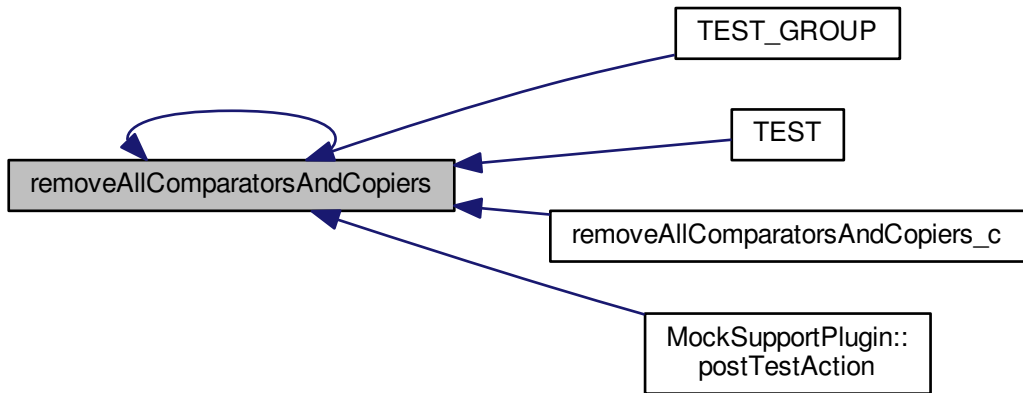 TEST_GROUP
TEST
removeAllComparatorsAndCopiers
removeAllComparatorsAndCopiers_c
MockSupportPlugin::
postTestAction